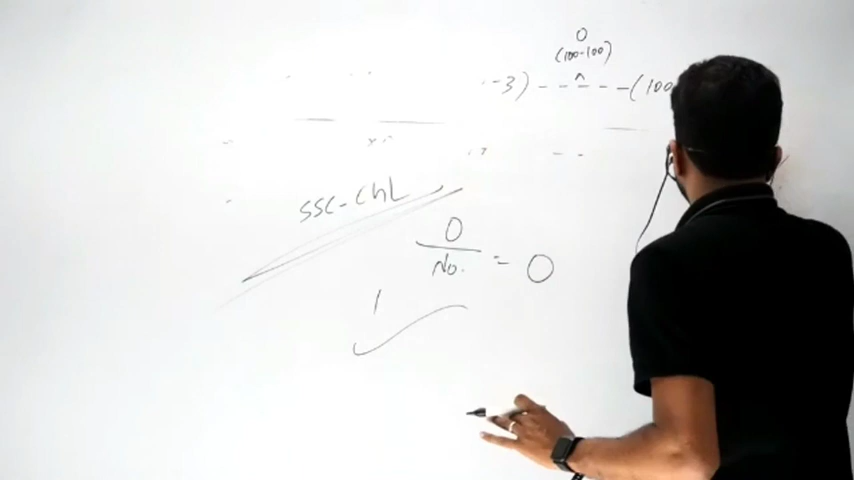 0
(100-100)
-3) - - ^ - - -(100
SSC-ChL
0
No. = 0
1